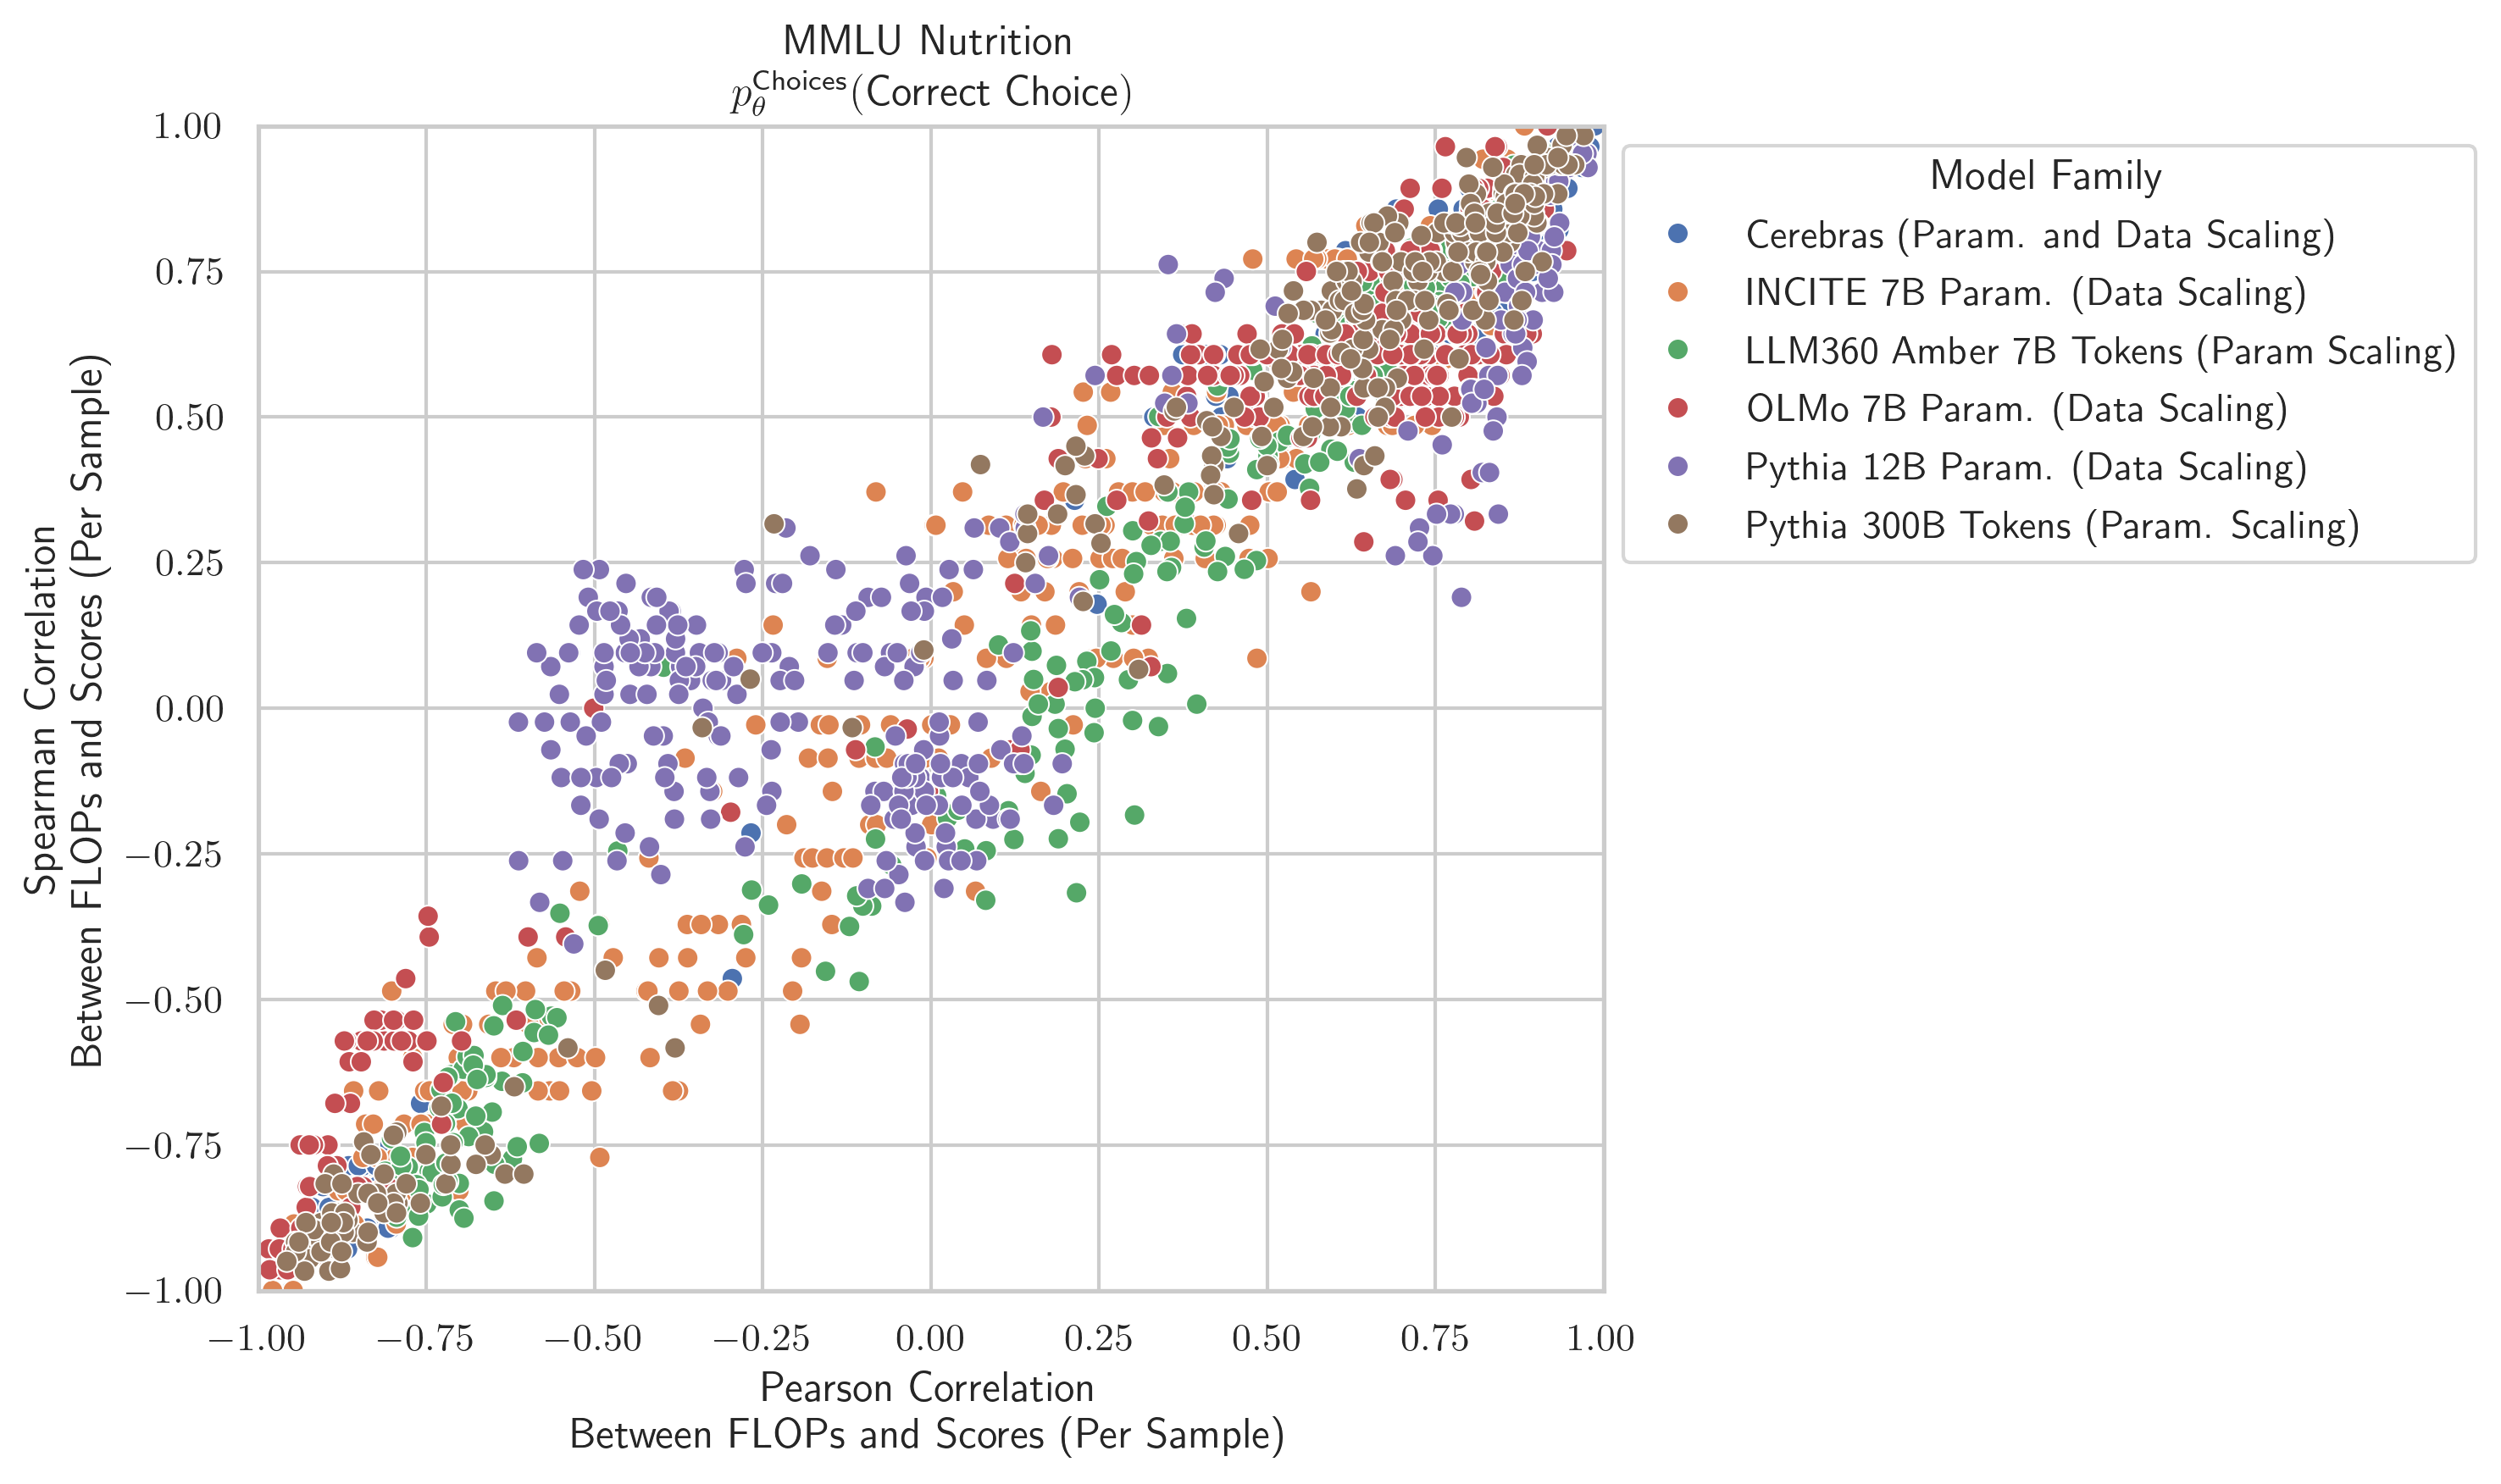 MMLU Nutrition
p_θ^Choices(Correct Choice)
Spearman Correlation
Between FLOPs and Scores (Per Sample)
1.00
0.75
0.50
0.25
0.00
−0.25
−0.50
−0.75
−1.00
−1.00 −0.75 −0.50 −0.25 0.00 0.25 0.50 0.75 1.00
Pearson Correlation
Between FLOPs and Scores (Per Sample)
Model Family
Cerebras (Param. and Data Scaling)
INCITE 7B Param. (Data Scaling)
LLM360 Amber 7B Tokens (Param Scaling)
OLMo 7B Param. (Data Scaling)
Pythia 12B Param. (Data Scaling)
Pythia 300B Tokens (Param. Scaling)